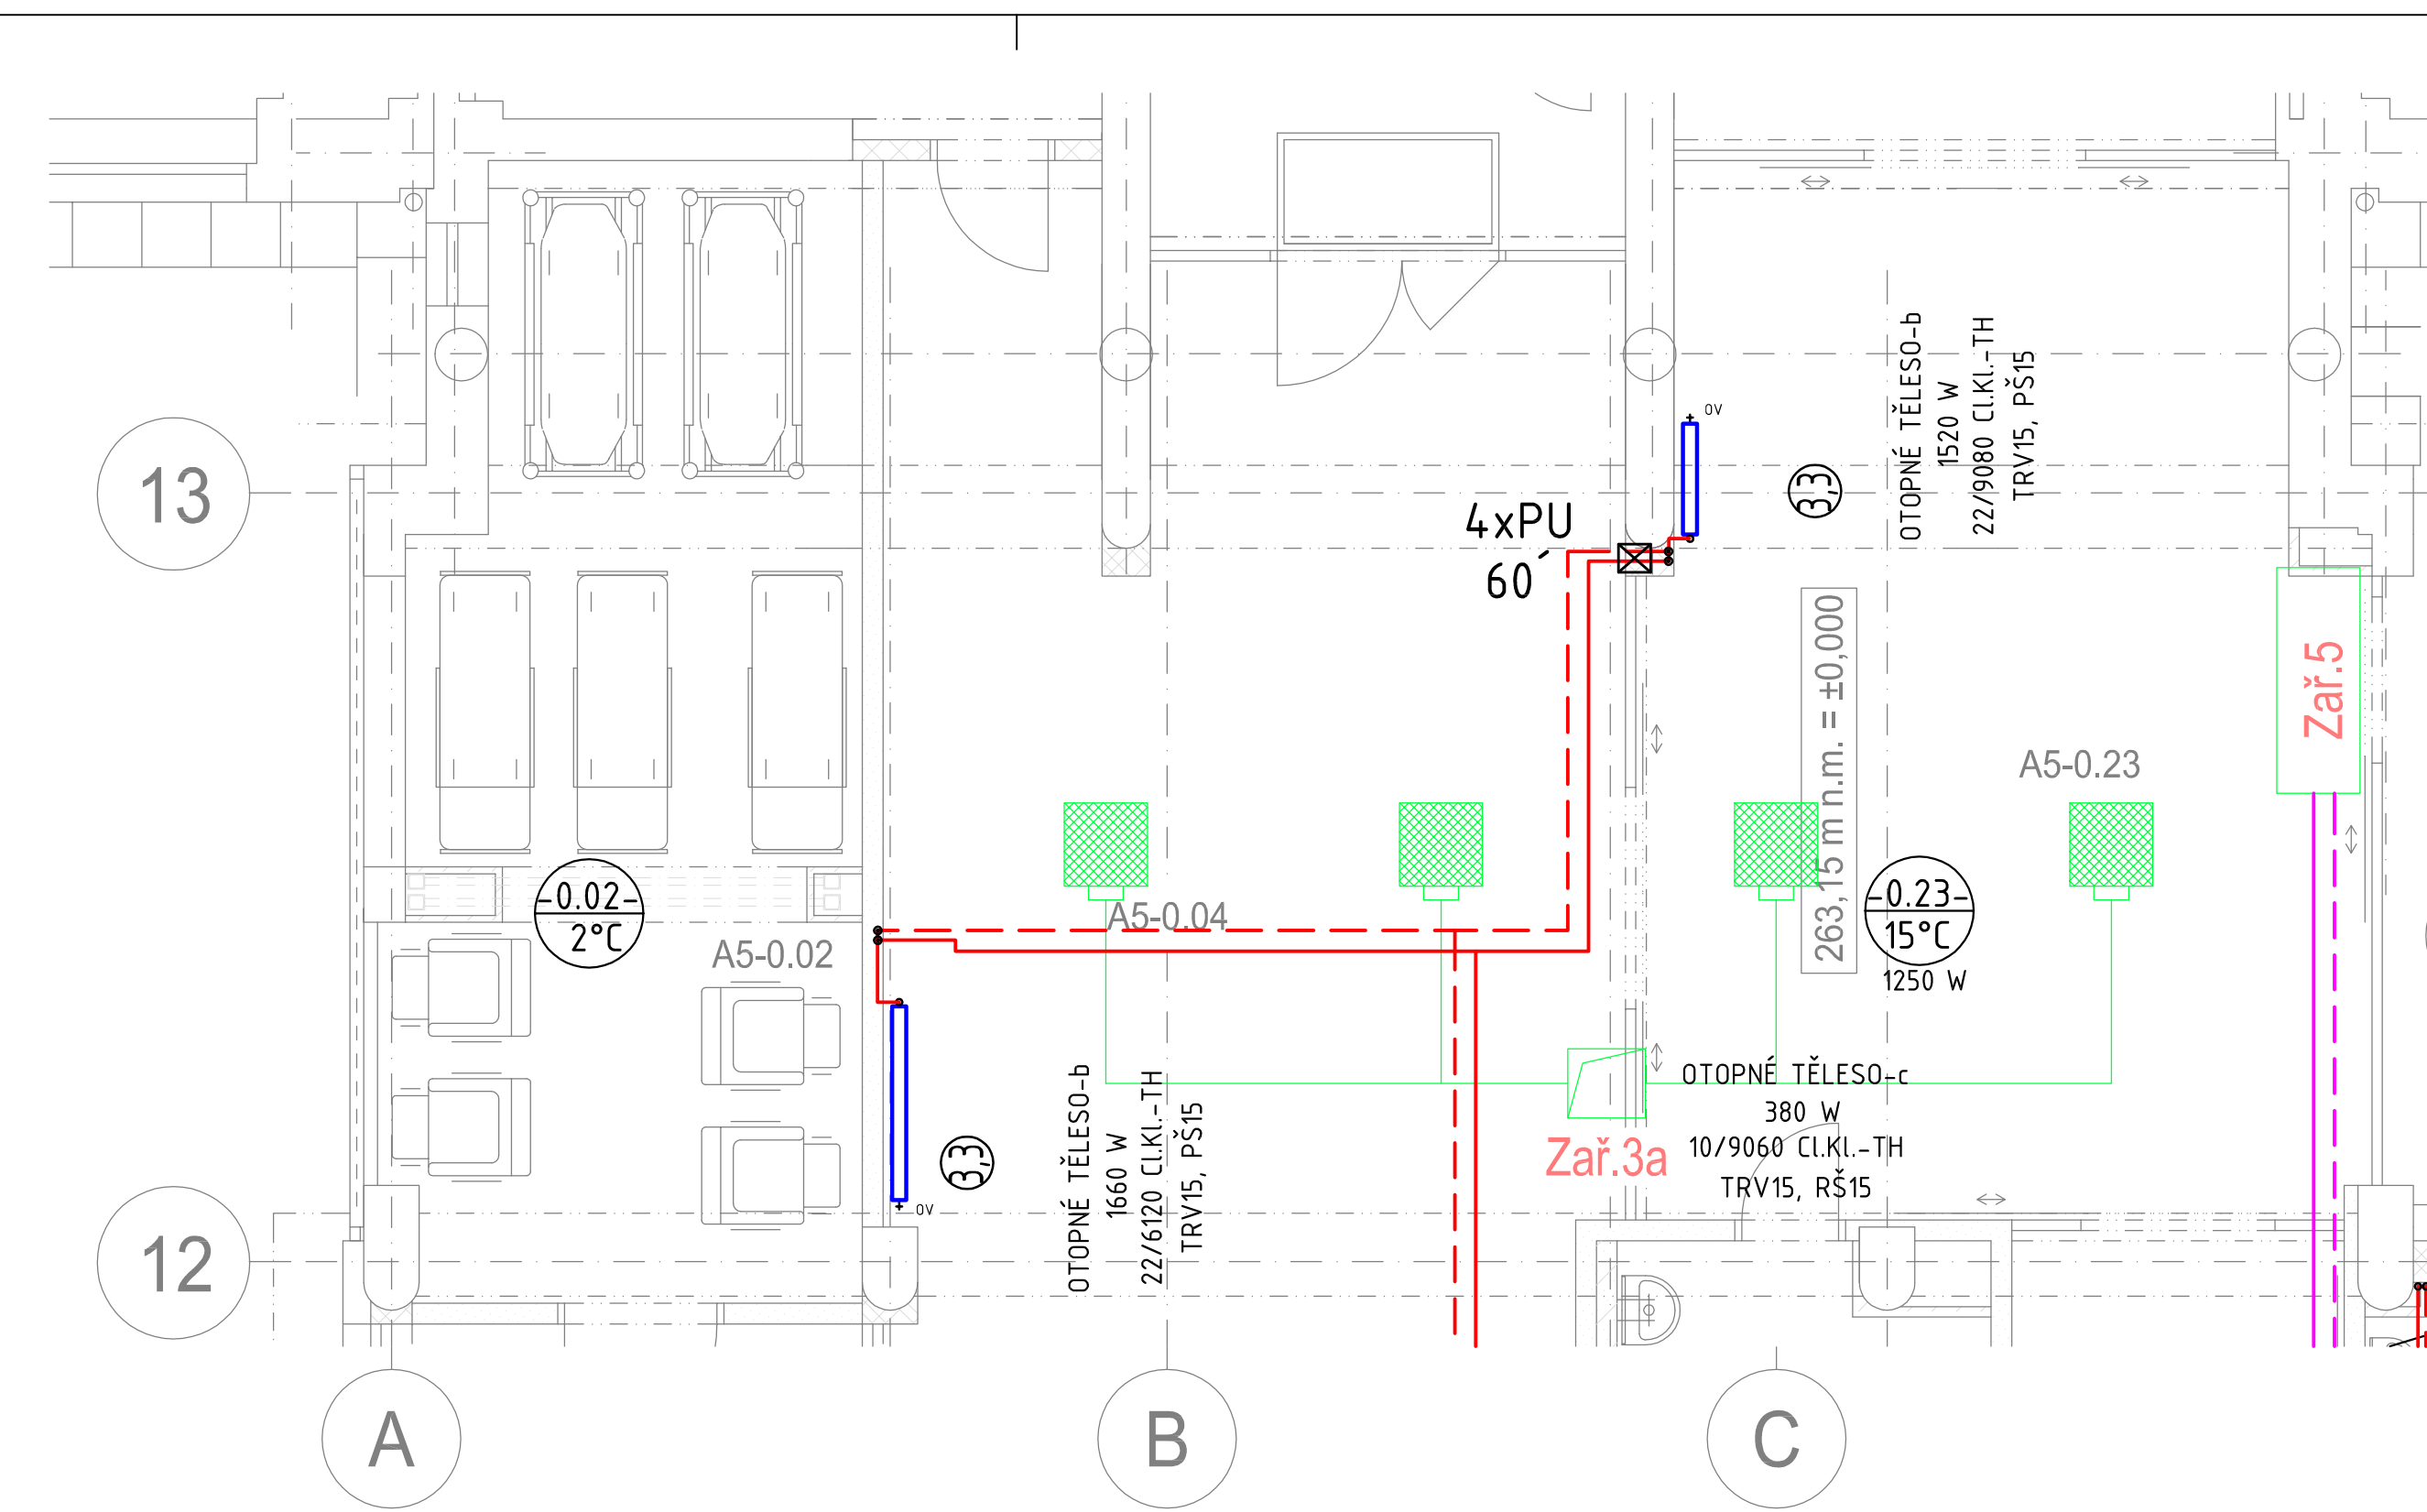 OTOPNÉ TĚLESO-b
1520 W
22/9080 Cl.Kl.-TH
TRV15, PŠ15
OV
3,3
13
4xPU
60´
263,15 m n.m. = ±0,000
Zař.5
A5-0.23
-0.02-
2°C
A5-0.02
A5-0.04
-0.23-
15°C
1250 W
OTOPNÉ TĚLESO-b
1660 W
22/6120 Cl.Kl.-TH
TRV15, PŠ15
3,3
OV
OTOPNÉ TĚLESO-c
380 W
10/9060 Cl.Kl.-TH
TRV15, RŠ15
Zař.3a
12
A
B
C